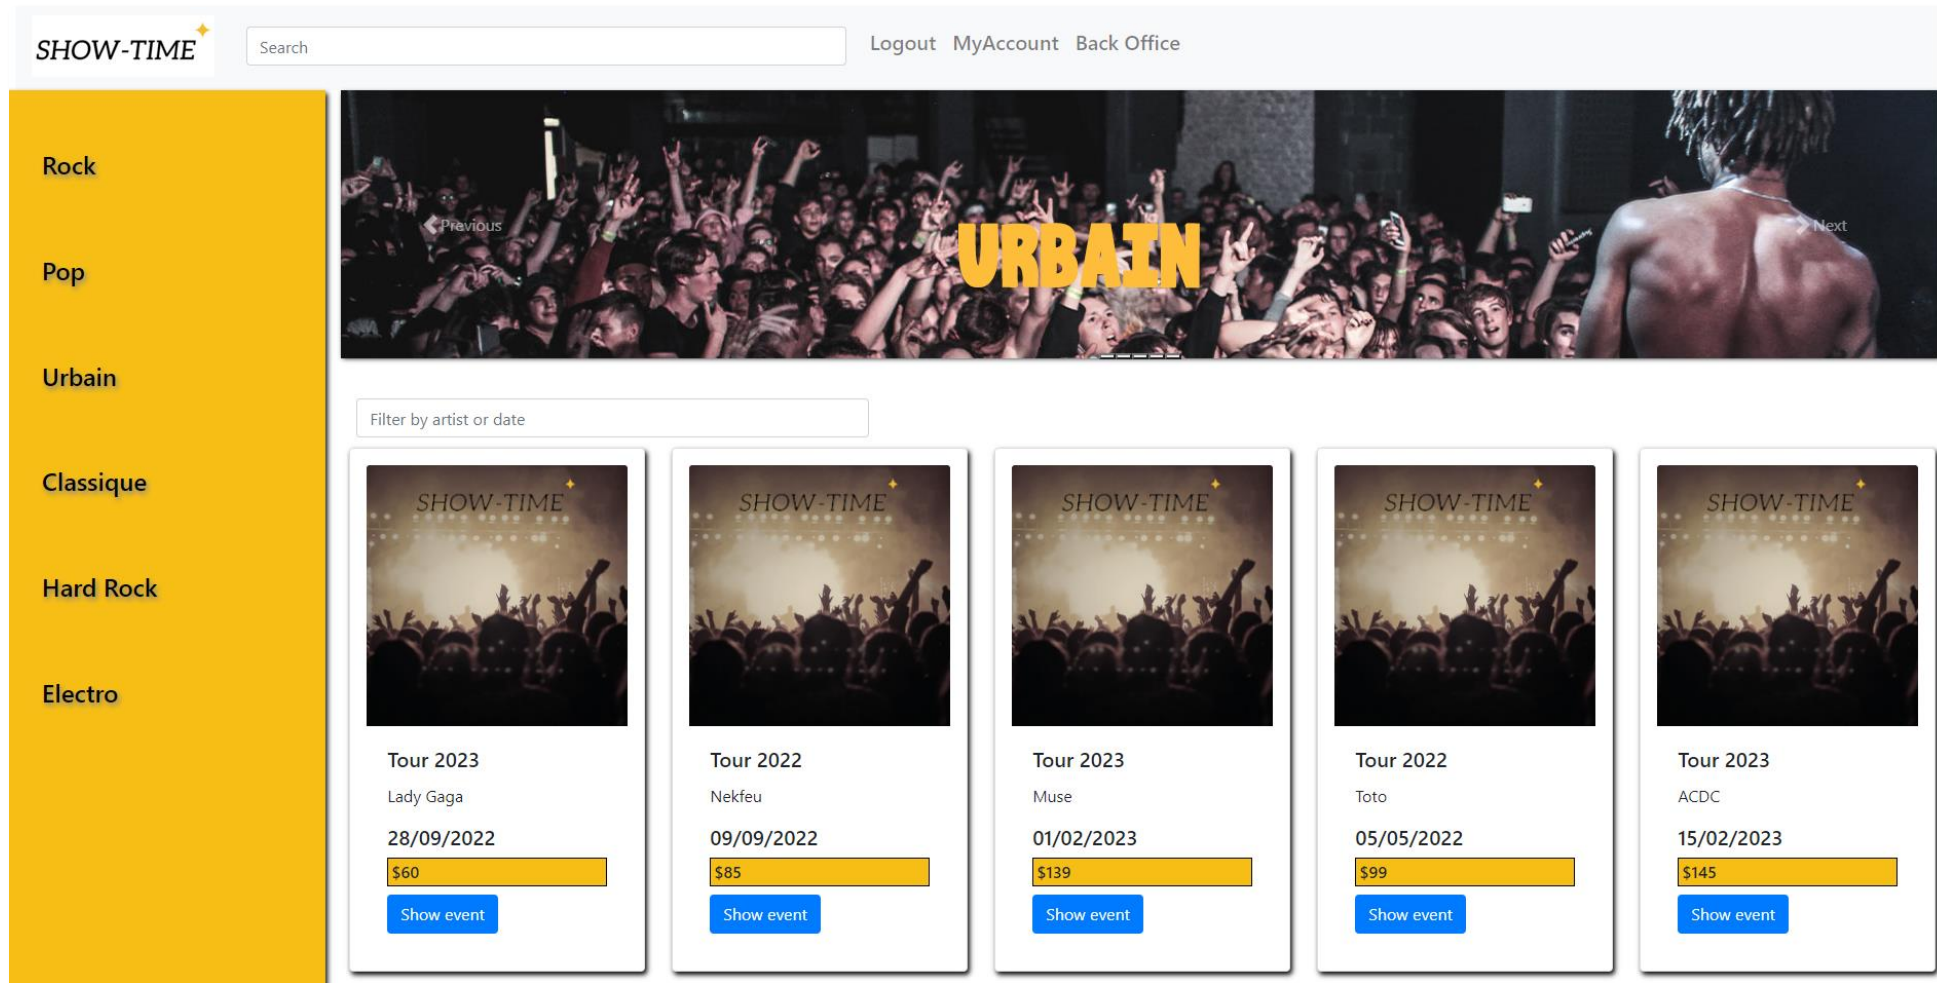 SHOW-TIME
Search
Logout MyAccount Back Office
Rock
Pop
Urbain
Classique
Hard Rock
Electro
Previous
URBAIN
Next
Filter by artist or date
SHOW-TIME
Tour 2023
Lady Gaga
28/09/2022
$60
Show event
SHOW-TIME
Tour 2022
Nekfeu
09/09/2022
$85
Show event
SHOW-TIME
Tour 2023
Muse
01/02/2023
$139
Show event
SHOW-TIME
Tour 2022
Toto
05/05/2022
$99
Show event
SHOW-TIME
Tour 2023
ACDC
15/02/2023
$145
Show event